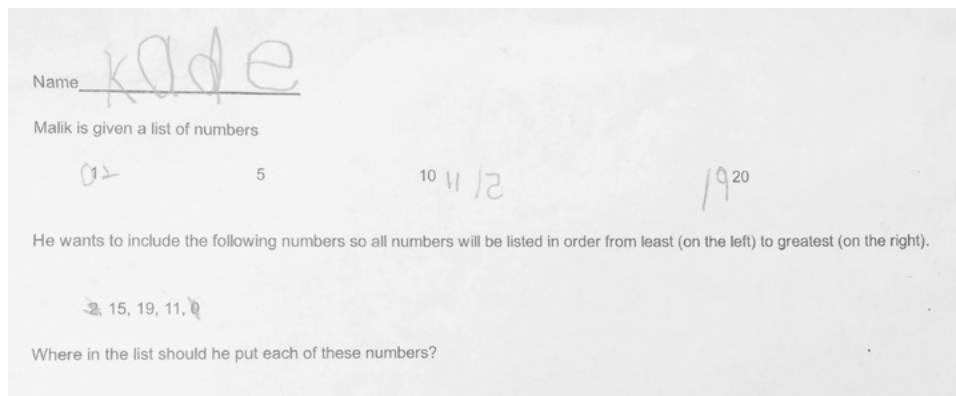 Name kade
Malik is given a list of numbers
0 1 2 5 10 11 12 19 20
He wants to include the following numbers so all numbers will be listed in order from least (on the left) to greatest (on the right).
2, 15, 19, 11, 0
Where in the list should he put each of these numbers?